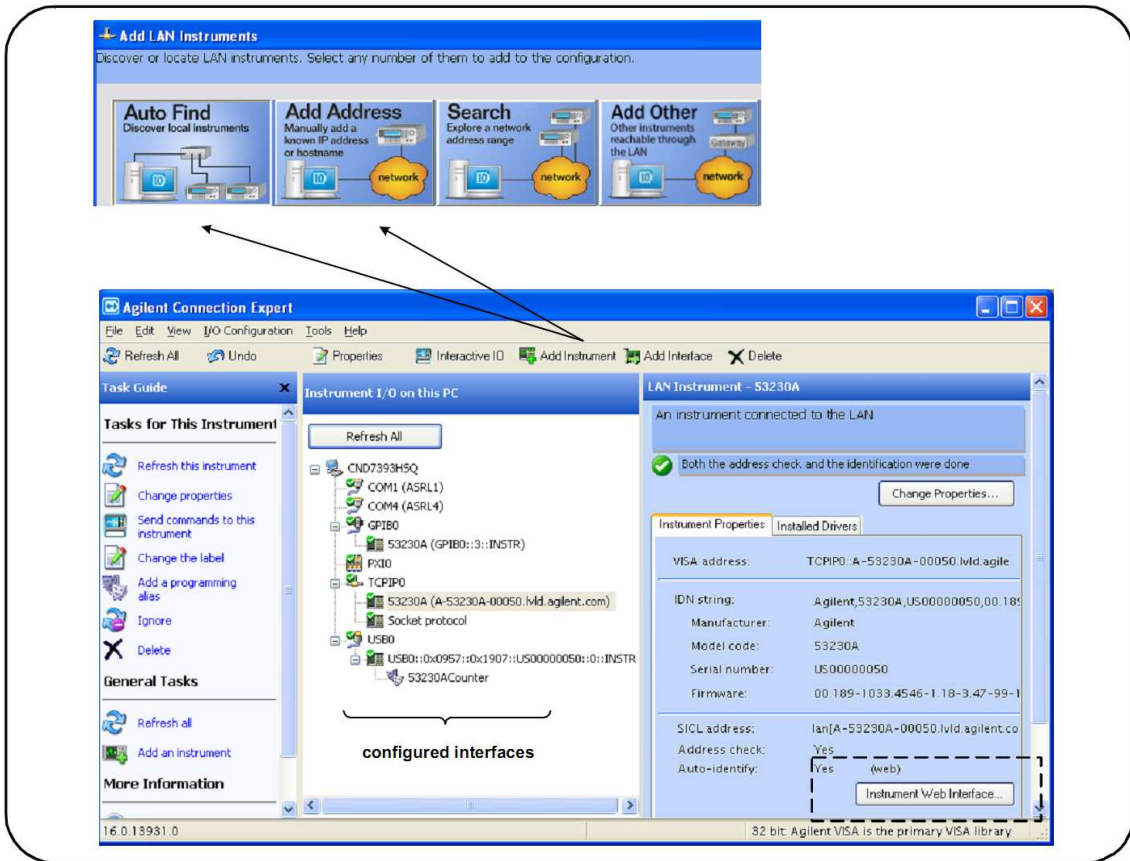 Add LAN Instruments
Discover or locate LAN instruments. Select any number of them to add to the configuration.
Auto Find
Discover local instruments
IO
Add Address
Manually add a
known IP address
or hostname
IO
network
Search
Explore a network
address range
IO
network
Add Other
Other instruments
reachable through
the LAN
Gateway
IO
network
Agilent Connection Expert
File Edit View I/O Configuration Tools Help
Refresh All Undo Properties Interactive IO Add Instrument Add Interface Delete
Task Guide
Tasks for This Instrument
Refresh this instrument
Change properties
Send commands to this
instrument
Change the label
Add a programming
alias
Ignore
Delete
General Tasks
Refresh all
Add an instrument
More Information
Instrument I/O on this PC
Refresh All
CND7393H5Q
COM1 (ASRL1)
COM4 (ASRL4)
GPIB0
53230A (GPIB0::3::INSTR)
PXI0
TCPIP0
53230A (A-53230A-00050.lvld.agilent.com)
Socket protocol
USB0
USB0::0x0957::0x1907::US00000050::0::INSTR
53230ACounter
configured interfaces
LAN Instrument - 53230A
An instrument connected to the LAN
Both the address check and the identification were done
Change Properties...
Instrument Properties Installed Drivers
VISA address: TCPIP0::A-53230A-00050.lvld.agile
IDN string: Agilent,53230A,US00000050,00.189
Manufacturer: Agilent
Model code: 53230A
Serial number: US00000050
Firmware: 00.189-1033.4546-1.18-3.47-99-1
SICL address: lan[A-53230A-00050.lvld.agilent.co
Address check: Yes
Auto-identify: Yes (web)
Instrument Web Interface...
16.0.13931.0
32 bit: Agilent VISA is the primary VISA library